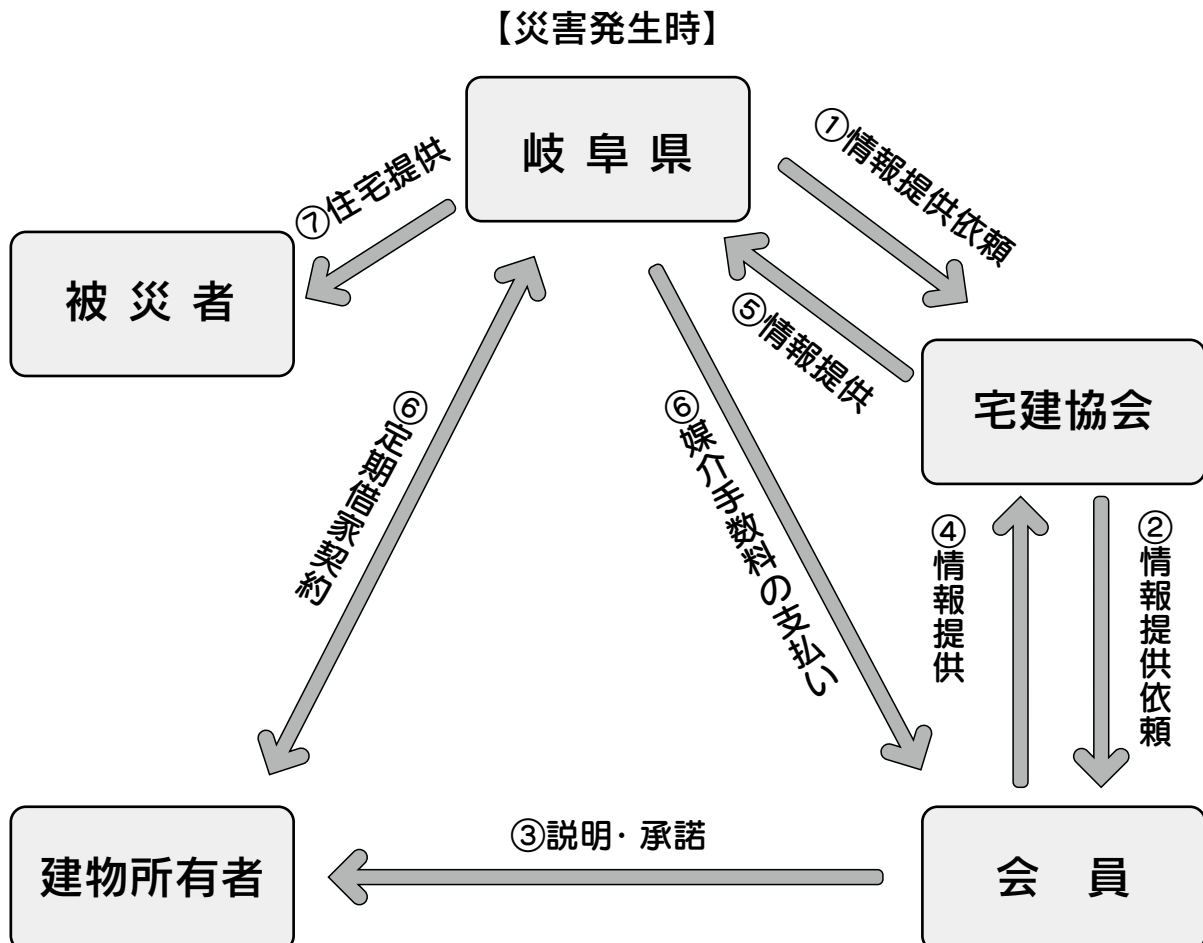 【災害発生時】
岐阜県
①情報提供依頼
⑦住宅提供
被災者
⑤情報提供
宅建協会
⑥定期借家契約
⑥媒介手数料の支払い
④情報提供
②情報提供依頼
③説明・承諾
建物所有者
会員